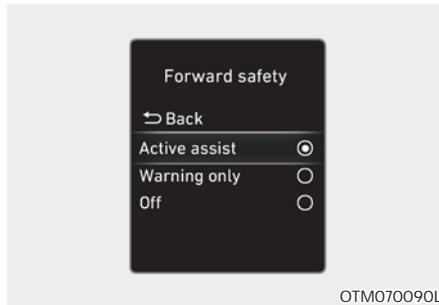 Forward safety
Back
Active assist
Warning only
Off
OTM070090L